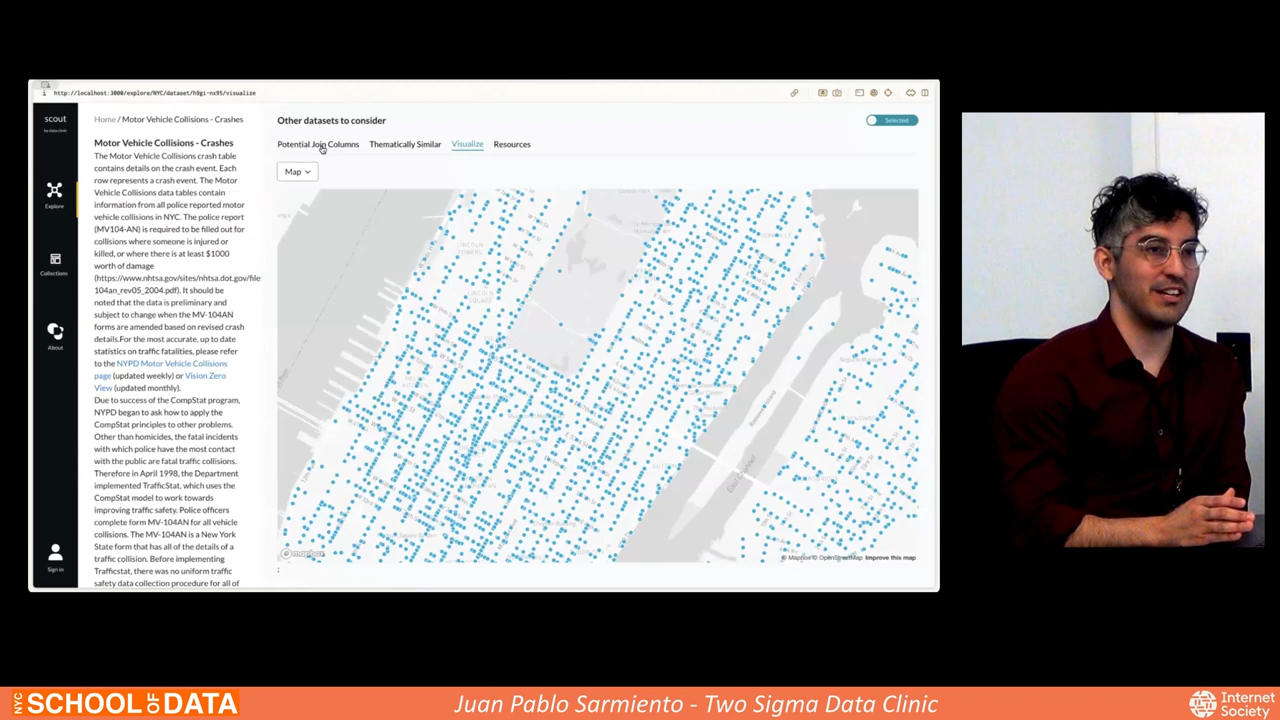 http://localhost:3000/explore/NYC/dataset/h9gi-nx95/visualize
scout
by data clinic
Explore
Collections
About
Sign in
Home / Motor Vehicle Collisions - Crashes
Motor Vehicle Collisions - Crashes
The Motor Vehicle Collisions crash table
contains details on the crash event. Each
row represents a crash event. The Motor
Vehicle Collisions data tables contain
information from all police reported motor
vehicle collisions in NYC. The police report
(MV104-AN) is required to be filled out for
collisions where someone is injured or
killed, or where there is at least $1000
worth of damage
(https://www.nhtsa.gov/sites/nhtsa.dot.gov/file
104an_rev05_2004.pdf). It should be
noted that the data is preliminary and
subject to change when the MV-104AN
forms are amended based on revised crash
details.For the most accurate, up to date
statistics on traffic fatalities, please refer
to the NYPD Motor Vehicle Collisions
page (updated weekly) or Vision Zero
View (updated monthly).
Due to success of the CompStat program,
NYPD began to ask how to apply the
CompStat principles to other problems.
Other than homicides, the fatal incidents
with which police have the most contact
with the public are fatal traffic collisions.
Therefore in April 1998, the Department
implemented TrafficStat, which uses the
CompStat model to work towards
improving traffic safety. Police officers
complete form MV-104AN for all vehicle
collisions. The MV-104AN is a New York
State form that has all of the details of a
traffic collision. Before implementing
Trafficstat, there was no uniform traffic
safety data collection procedure for all of
Other datasets to consider
Selected
Potential Join Columns Thematically Similar Visualize Resources
Map
LINCOLN
TOWERS
LINCOLN
SQUARE
Roosevelt Island
East Channel
mapbox
© Mapbox © OpenStreetMap Improve this map
;
NYC SCHOOL OF DATA
Juan Pablo Sarmiento - Two Sigma Data Clinic
Internet
Society